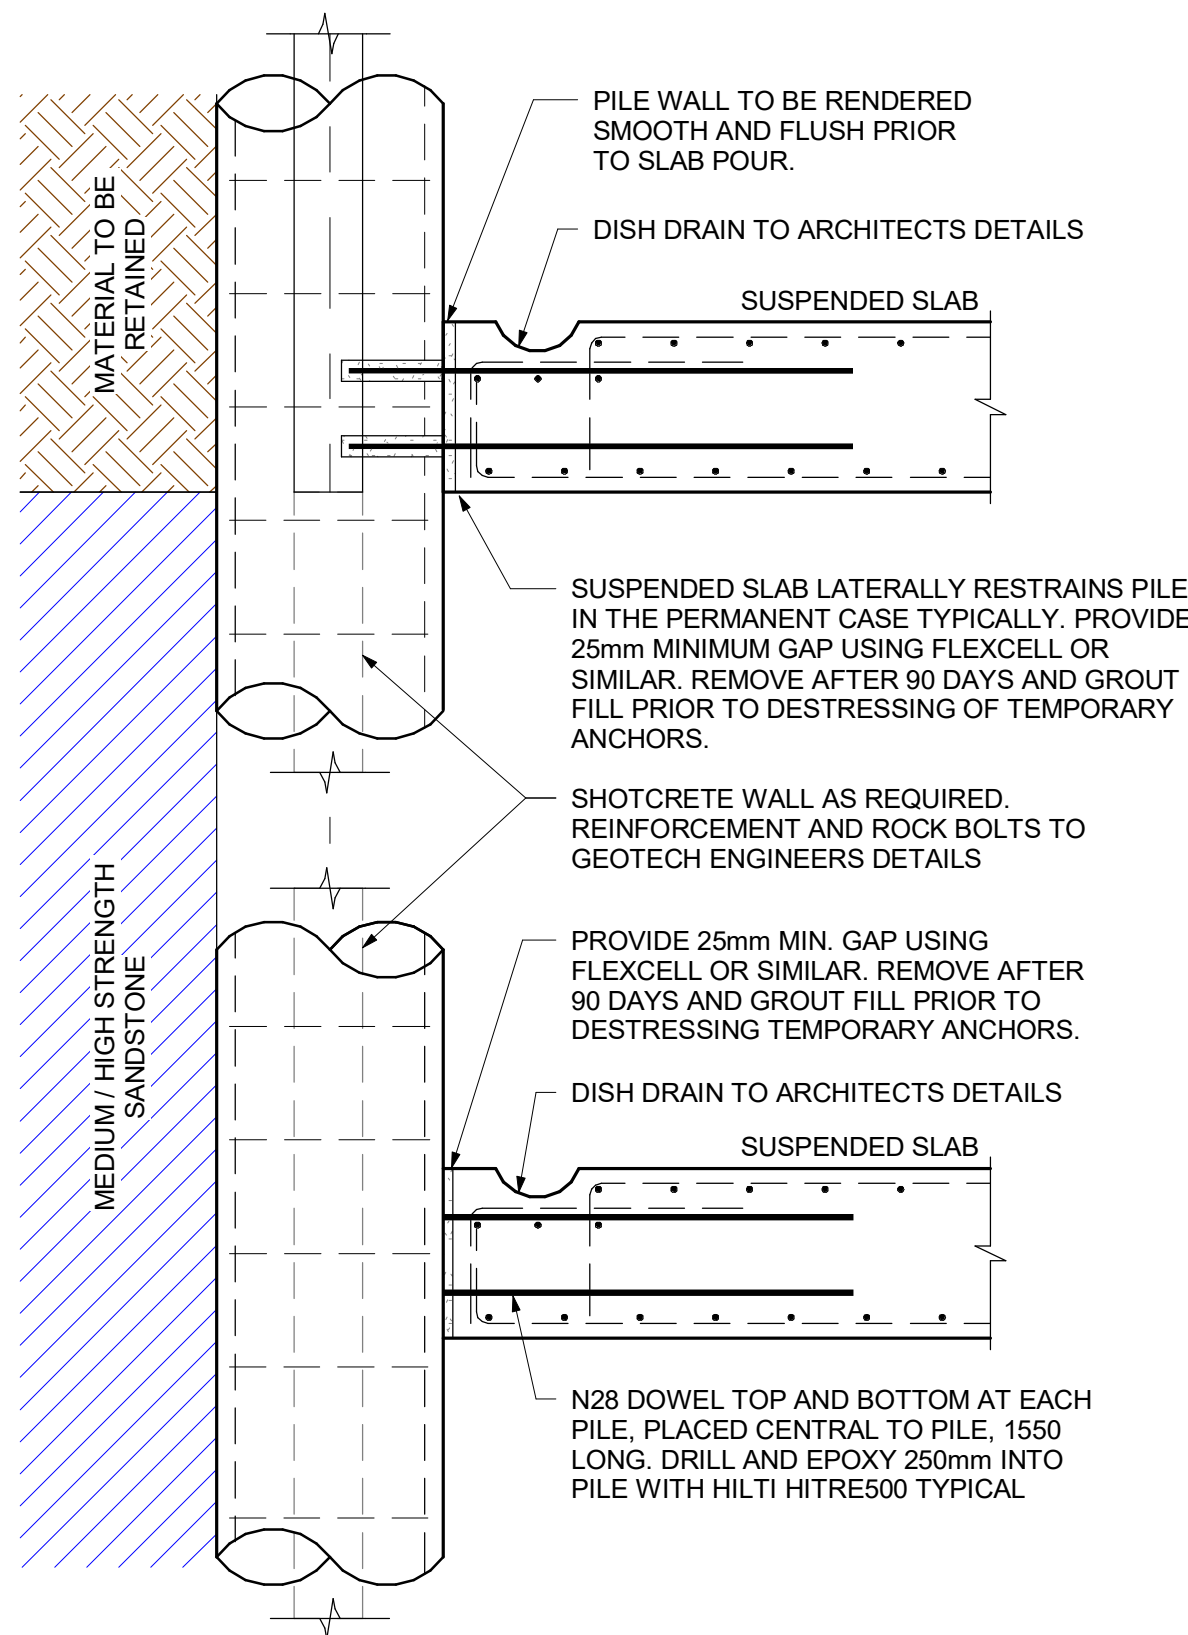 PILE WALL TO BE RENDERED
SMOOTH AND FLUSH PRIOR
TO SLAB POUR.
DISH DRAIN TO ARCHITECTS DETAILS
MATERIAL TO BE
RETAINED
SUSPENDED SLAB
SUSPENDED SLAB LATERALLY RESTRAINS PILE
IN THE PERMANENT CASE TYPICALLY. PROVIDE
25mm MINIMUM GAP USING FLEXCELL OR
SIMILAR. REMOVE AFTER 90 DAYS AND GROUT
FILL PRIOR TO DESTRESSING OF TEMPORARY
ANCHORS.
SHOTCRETE WALL AS REQUIRED.
REINFORCEMENT AND ROCK BOLTS TO
GEOTECH ENGINEERS DETAILS
MEDIUM / HIGH STRENGTH
SANDSTONE
PROVIDE 25mm MIN. GAP USING
FLEXCELL OR SIMILAR. REMOVE AFTER
90 DAYS AND GROUT FILL PRIOR TO
DESTRESSING TEMPORARY ANCHORS.
DISH DRAIN TO ARCHITECTS DETAILS
SUSPENDED SLAB
N28 DOWEL TOP AND BOTTOM AT EACH
PILE, PLACED CENTRAL TO PILE, 1550
LONG. DRILL AND EPOXY 250mm INTO
PILE WITH HILTI HITRE500 TYPICAL